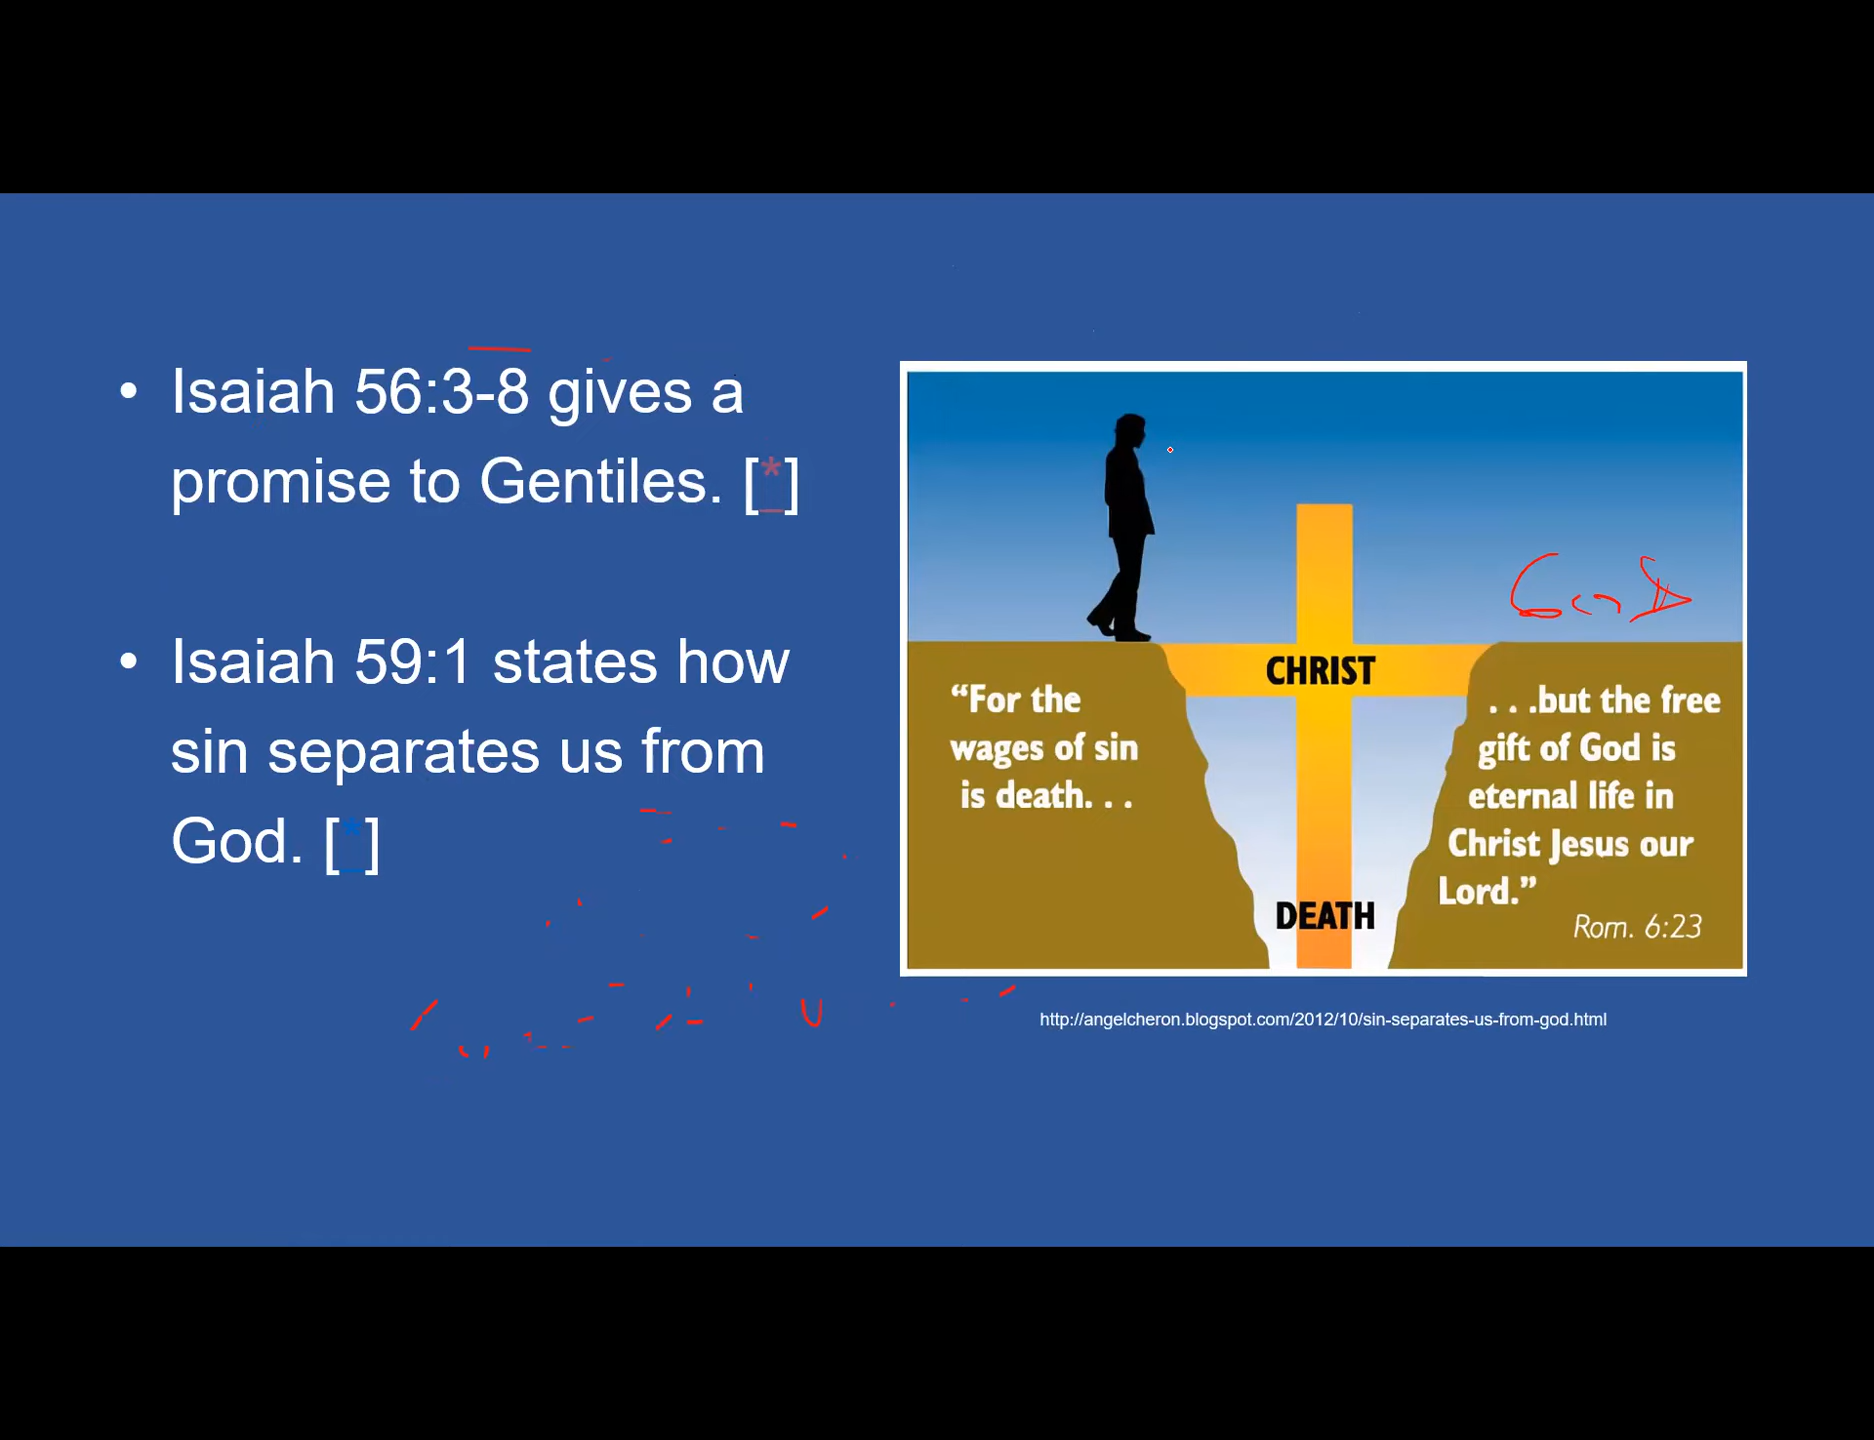 • Isaiah 56:3-8 gives a
promise to Gentiles. [*]
• Isaiah 59:1 states how
sin separates us from
God. [*]
God
CHRIST
“For the
wages of sin
is death. . .
. . .but the free
gift of God is
eternal life in
Christ Jesus our
Lord.”
Rom. 6:23
DEATH
http://angelcheron.blogspot.com/2012/10/sin-separates-us-from-god.html